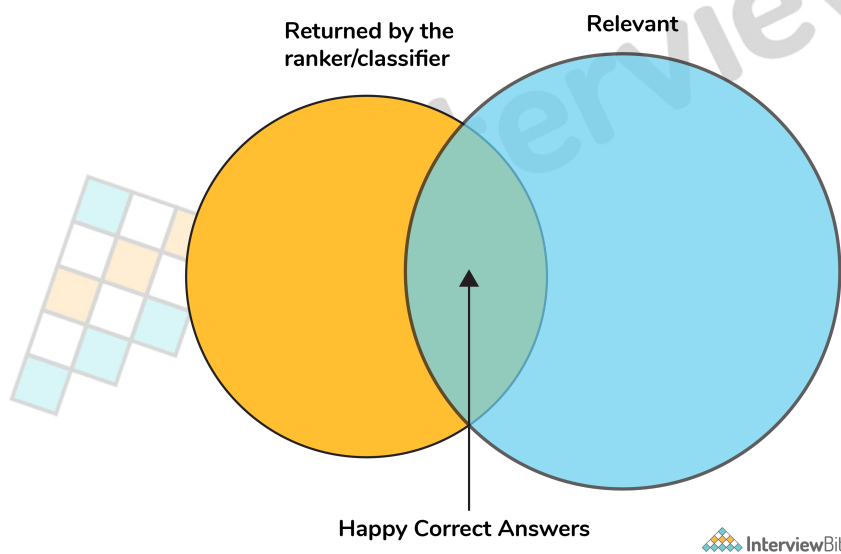 Returned by the
ranker/classifier
Relevant
Happy Correct Answers
InterviewBit